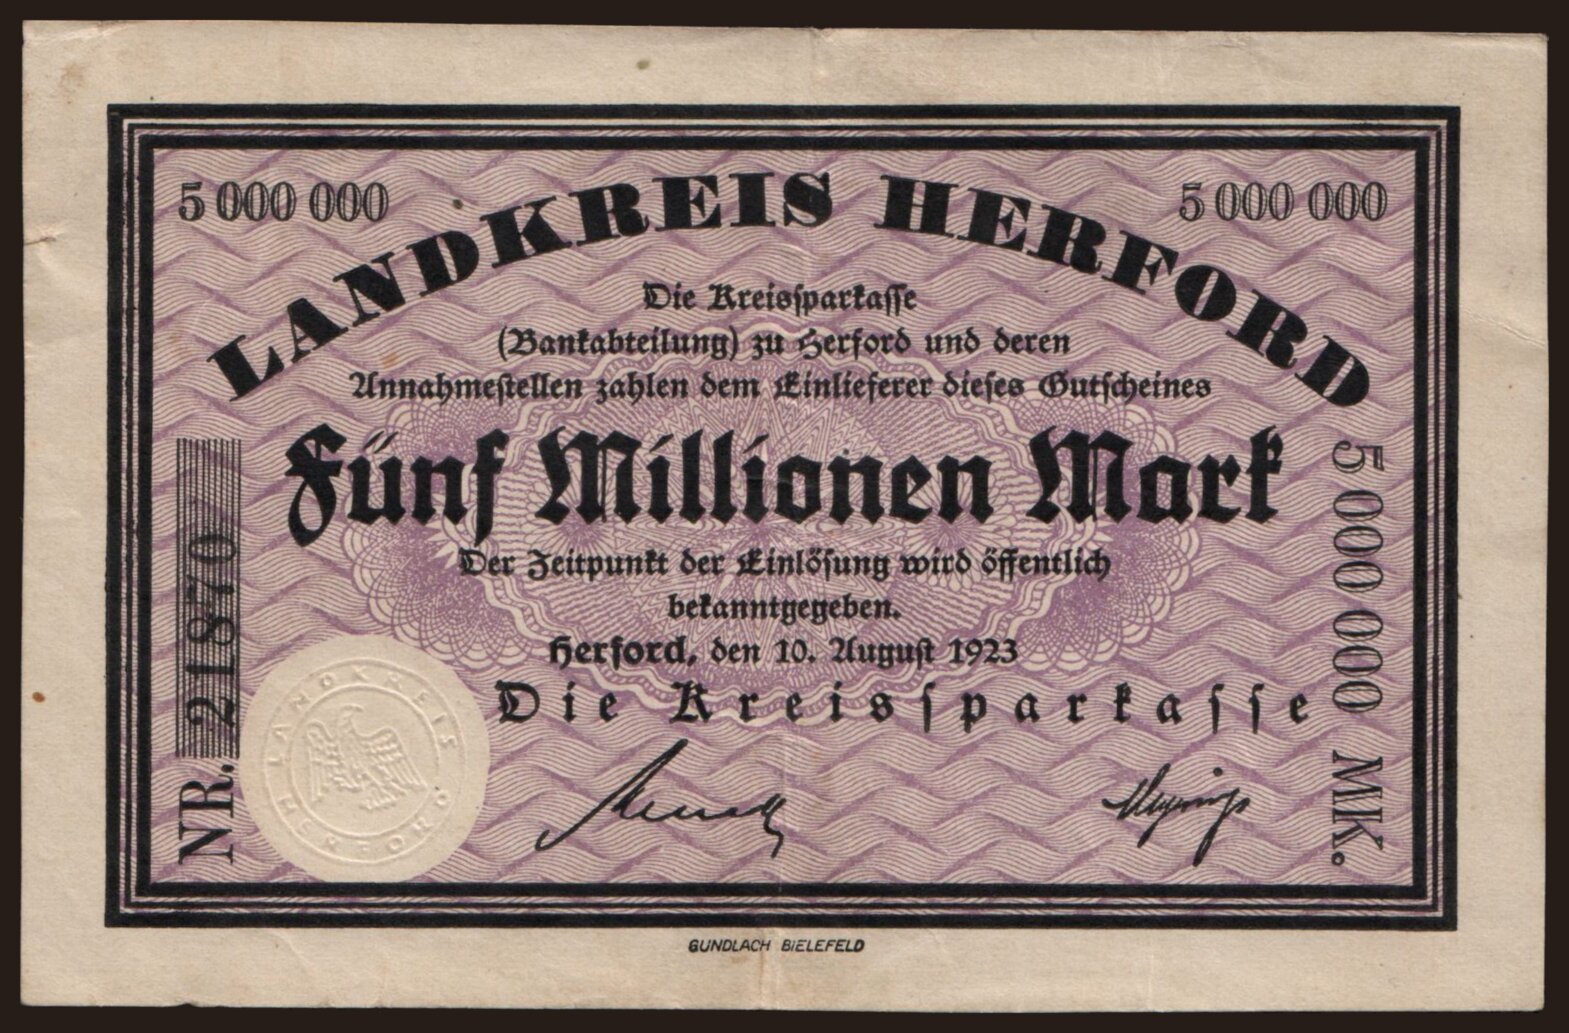 5 000 000
5 000 000
LANDKREIS HERFORD
Die Kreissparkasse
(Bankabteilung) zu Herford und deren
Annahmestellen zahlen dem Einlieferer dieses Gutscheines
Fünf Millionen Mark
Der Zeitpunkt der Einlösung wird öffentlich
bekanntgegeben.
Herford, den 10. August 1923
Die Kreissparkasse
NR. 21870
5 000 000 MK.
LANDKREIS HERFORD
GUNDLACH BIELEFELD